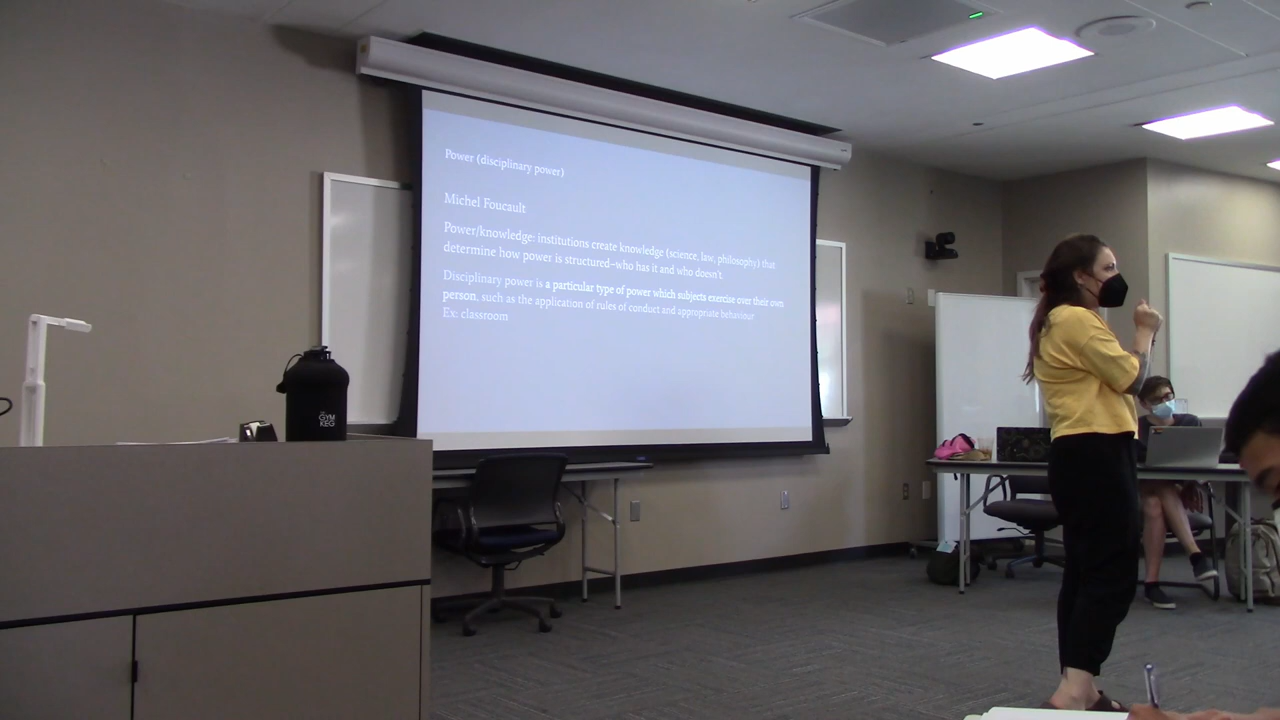 Power (disciplinary power)
Michel Foucault
Power/knowledge: institutions create knowledge (science, law, philosophy) that
determine how power is structured–who has it and who doesn't.
Disciplinary power is a particular type of power which subjects exercise over their own
person, such as the application of rules of conduct and appropriate behaviour
Ex: classroom
GYM
KEG